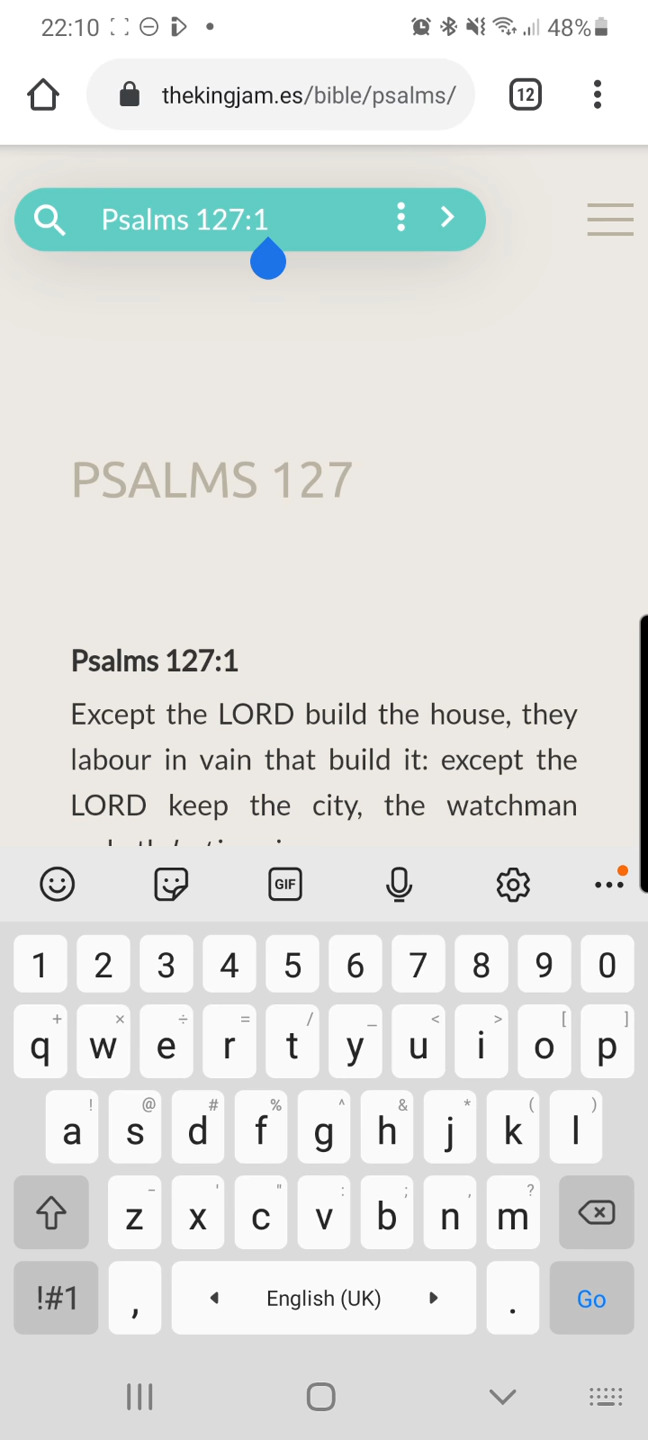 22:10
48%
thekingjam.es/bible/psalms/
12
Psalms 127:1
PSALMS 127
Psalms 127:1
Except the LORD build the house, they
labour in vain that build it: except the
LORD keep the city, the watchman
GIF
1 2 3 4 5 6 7 8 9 0
+ × ÷ = / _ < > [ ]
q w e r t y u i o p
! @ # % ^ & * ( )
a s d f g h j k l
- ' " : ; , ?
z x c v b n m
!#1 , English (UK) . Go